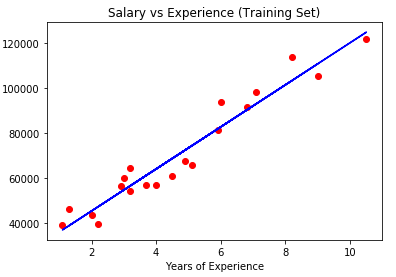 Salary vs Experience (Training Set)
120000
100000
80000
60000
40000
2 4 6 8 10
Years of Experience